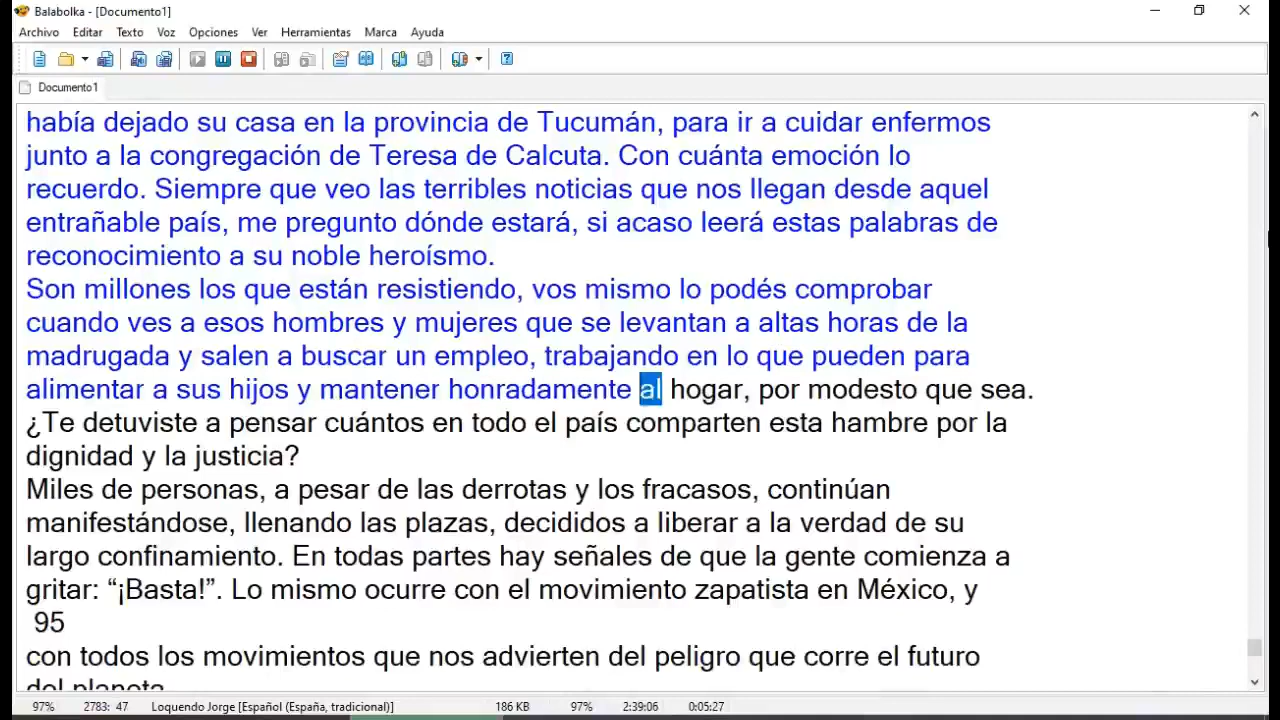 Balabolka - [Documento1]
Archivo Editar Texto Voz Opciones Ver Herramientas Marca Ayuda
Documento1
había dejado su casa en la provincia de Tucumán, para ir a cuidar enfermos
junto a la congregación de Teresa de Calcuta. Con cuánta emoción lo
recuerdo. Siempre que veo las terribles noticias que nos llegan desde aquel
entrañable país, me pregunto dónde estará, si acaso leerá estas palabras de
reconocimiento a su noble heroísmo.
Son millones los que están resistiendo, vos mismo lo podés comprobar
cuando ves a esos hombres y mujeres que se levantan a altas horas de la
madrugada y salen a buscar un empleo, trabajando en lo que pueden para
alimentar a sus hijos y mantener honradamente al hogar, por modesto que sea.
¿Te detuviste a pensar cuántos en todo el país comparten esta hambre por la
dignidad y la justicia?
Miles de personas, a pesar de las derrotas y los fracasos, continúan
manifestándose, llenando las plazas, decididos a liberar a la verdad de su
largo confinamiento. En todas partes hay señales de que la gente comienza a
gritar: “¡Basta!”. Lo mismo ocurre con el movimiento zapatista en México, y
95
con todos los movimientos que nos advierten del peligro que corre el futuro
del planeta.
97% 2783: 47 Loquendo Jorge [Español (España, tradicional)] 186 KB 97% 2:39:06 0:05:27